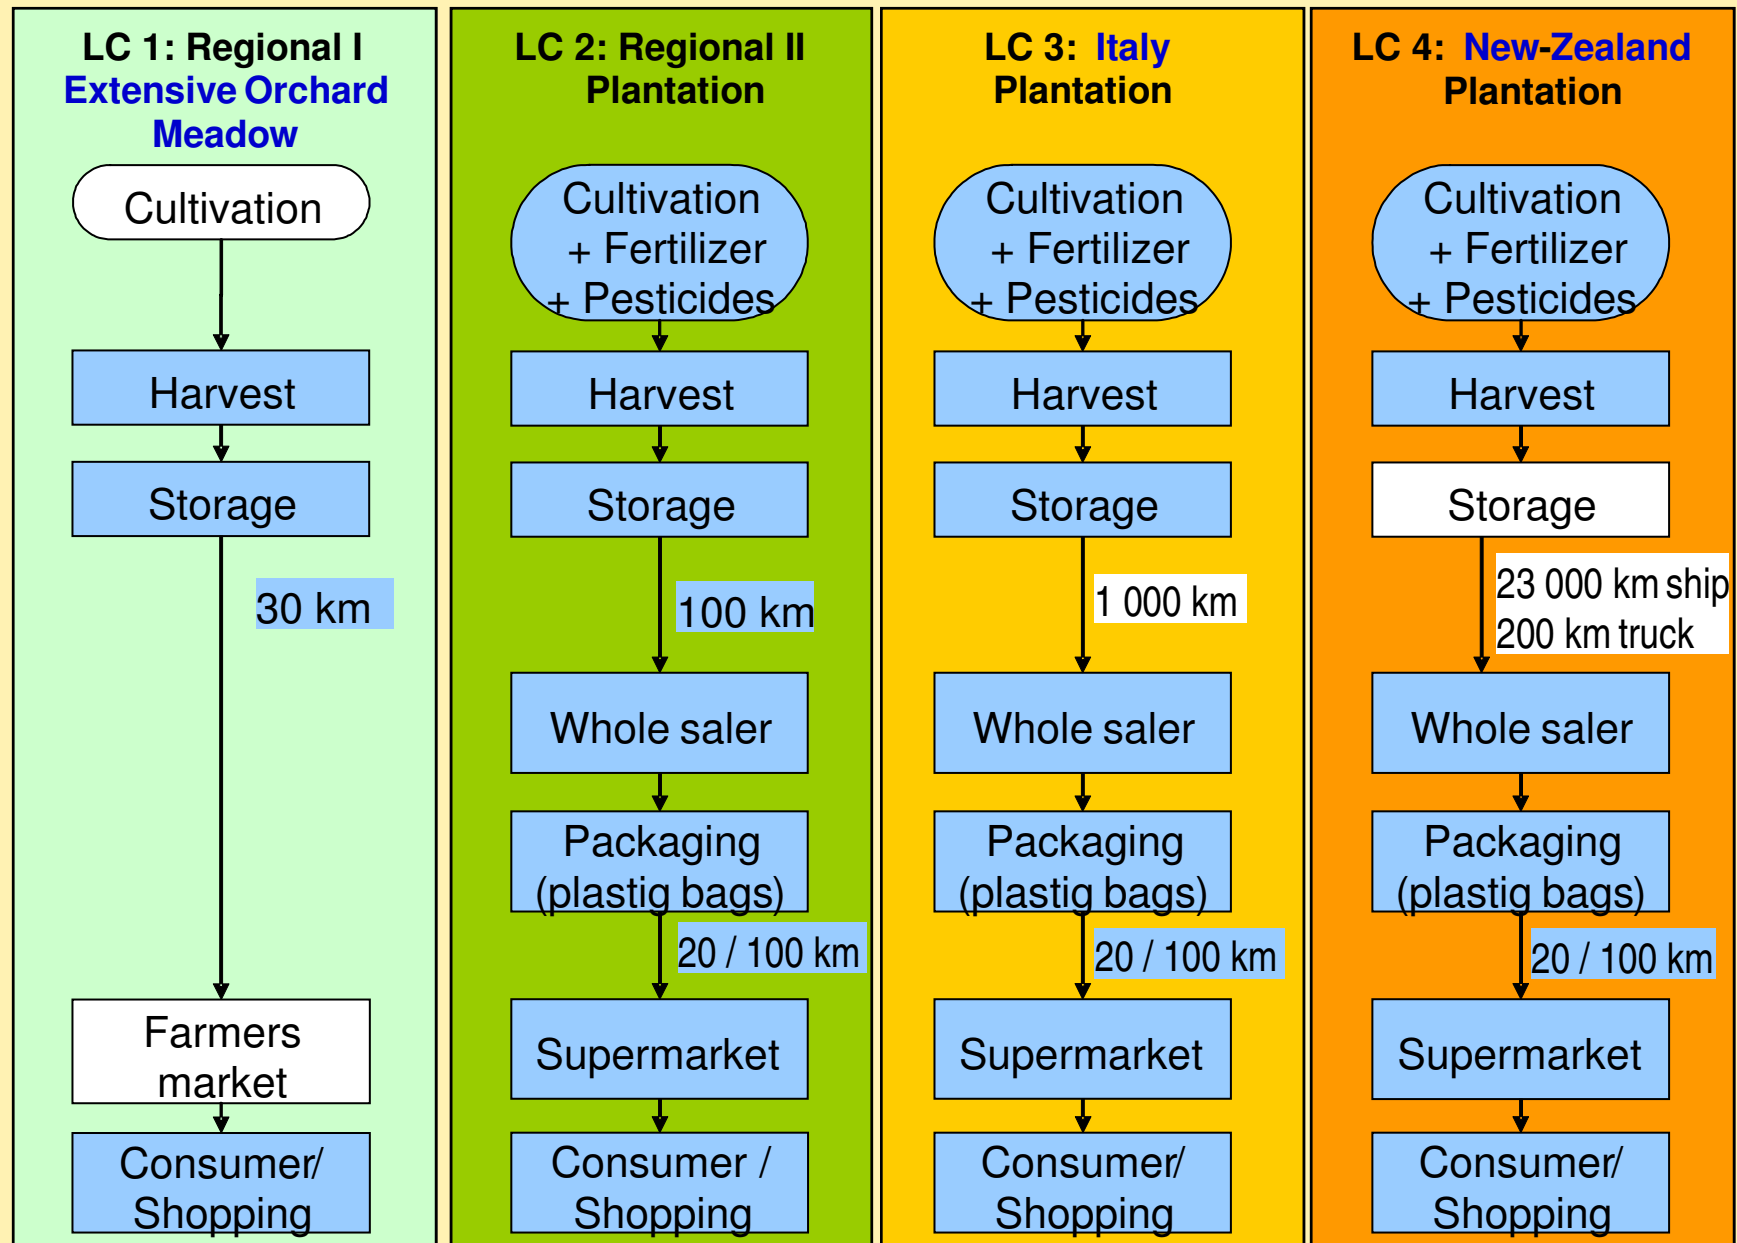 LC 1: Regional I
Extensive Orchard
Meadow
Cultivation
Harvest
Storage
30 km
Farmers
market
Consumer/
Shopping
LC 2: Regional II
Plantation
Cultivation
+ Fertilizer
+ Pesticides
Harvest
Storage
100 km
Whole saler
Packaging
(plastig bags)
20 / 100 km
Supermarket
Consumer /
Shopping
LC 3: Italy
Plantation
Cultivation
+ Fertilizer
+ Pesticides
Harvest
Storage
1 000 km
Whole saler
Packaging
(plastig bags)
20 / 100 km
Supermarket
Consumer/
Shopping
LC 4: New-Zealand
Plantation
Cultivation
+ Fertilizer
+ Pesticides
Harvest
Storage
23 000 km ship
200 km truck
Whole saler
Packaging
(plastig bags)
20 / 100 km
Supermarket
Consumer/
Shopping